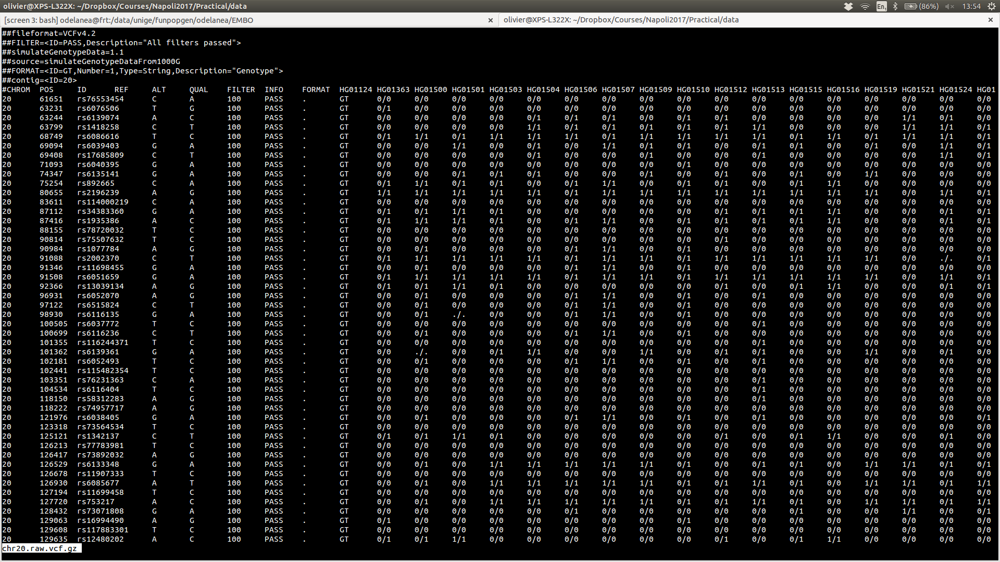 olivier@XPS-L322X: ~/Dropbox/Courses/Napoli2017/Practical/data En1 (86%) 13:54
[screen 3: bash] odelanea@frt:/data/unige/funpopgen/odelanea/EMBO × olivier@XPS-L322X: ~/Dropbox/Courses/Napoli2017/Practical/data ×
##fileformat=VCFv4.2
##FILTER=<ID=PASS,Description="All filters passed">
##simulateGenotypeData=1.1
##source=simulateGenotypeDataFrom1000G
##FORMAT=<ID=GT,Number=1,Type=String,Description="Genotype">
##contig=<ID=20>
#CHROM POS ID REF ALT QUAL FILTER INFO FORMAT HG01124 HG01363 HG01500 HG01501 HG01503 HG01504 HG01506 HG01507 HG01509 HG01510 HG01512 HG01513 HG01515 HG01516 HG01519 HG01521 HG01524 HG01
20 61651 rs76553454 C A 100 PASS . GT 0/0 0/0 0/0 0/0 0/0 0/0 0/0 0/0 0/0 0/0 0/0 0/0 0/0 0/0 0/0 0/0 0/0
20 63231 rs6076506 T G 100 PASS . GT 0/1 0/0 0/0 0/0 0/0 0/0 0/0 0/0 0/0 0/0 0/0 0/0 0/0 0/0 0/0 0/0 0/0
20 63244 rs6139074 A C 100 PASS . GT 0/0 0/0 0/0 0/0 0/1 0/1 0/1 0/0 0/1 0/1 0/1 0/0 0/0 0/0 1/1 0/1 0/1
20 63799 rs1418258 C T 100 PASS . GT 0/0 0/0 0/0 0/0 1/1 0/1 0/1 0/1 0/1 0/1 1/1 0/0 0/0 0/0 1/1 1/1 0/1
20 68749 rs6086616 T C 100 PASS . GT 0/1 1/1 0/1 1/1 1/1 1/1 0/1 1/1 1/1 1/1 1/1 0/1 1/1 0/1 1/1 1/1 0/1
20 69094 rs6039403 G A 100 PASS . GT 0/0 0/0 1/1 0/0 0/1 0/0 1/1 0/1 0/1 0/0 0/1 0/1 0/0 0/1 0/0 1/1 0/1
20 69408 rs17685809 C T 100 PASS . GT 0/0 0/0 0/0 0/0 0/1 0/0 0/0 0/0 0/0 0/0 0/1 0/0 0/0 0/0 0/0 1/1 0/1
20 71093 rs6040395 G A 100 PASS . GT 0/0 0/0 0/0 0/0 0/0 0/0 0/0 0/0 0/1 0/0 0/0 0/0 0/0 0/0 0/0 0/0 0/0
20 74347 rs6135141 G A 100 PASS . GT 0/0 0/0 0/1 0/1 0/1 0/0 0/0 0/1 0/0 0/1 0/0 0/1 0/0 1/1 0/0 0/0 0/0
20 75254 rs892665 C A 100 PASS . GT 0/1 1/1 0/1 0/1 0/0 0/1 1/1 0/0 0/1 0/1 0/0 0/1 1/1 0/0 0/0 0/0 0/1
20 80655 rs2196239 A G 100 PASS . GT 1/1 1/1 1/1 1/1 1/1 0/1 1/1 1/1 1/1 1/1 1/1 1/1 1/1 1/1 0/0 1/1 0/1
20 83611 rs114000219 C A 100 PASS . GT 0/0 0/0 0/0 0/0 0/0 0/0 0/0 0/0 0/0 0/0 0/0 0/0 0/0 0/0 0/0 0/0 0/0
20 87112 rs34383360 G A 100 PASS . GT 0/1 0/1 1/1 0/1 0/0 0/0 0/0 0/0 0/0 0/1 0/1 0/1 1/1 0/0 0/0 0/1 0/1
20 87416 rs1935386 A C 100 PASS . GT 0/1 1/1 1/1 0/1 0/0 0/1 1/1 0/0 0/1 0/1 0/0 0/1 1/1 0/0 0/0 0/1 0/1
20 88155 rs78720032 T C 100 PASS . GT 0/0 0/0 0/0 0/0 0/0 0/0 0/0 0/0 0/0 0/0 0/0 0/0 0/0 0/0 0/0 0/0 0/0
20 90814 rs75507632 T C 100 PASS . GT 0/0 0/0 0/0 0/0 0/0 0/0 0/0 0/0 0/0 0/1 0/0 0/0 0/0 0/0 0/0 0/0 0/0
20 90984 rs1077784 A G 100 PASS . GT 0/0 0/1 0/0 0/0 0/0 0/1 1/1 0/0 0/1 0/0 0/0 0/0 0/0 0/0 0/0 0/0 0/0
20 91088 rs2002370 C T 100 PASS . GT 0/1 1/1 1/1 1/1 1/1 0/1 1/1 1/1 0/1 1/1 1/1 1/1 1/1 1/1 0/0 ./. 0/1
20 91346 rs11698455 G A 100 PASS . GT 0/0 0/1 0/0 0/0 0/0 0/1 1/1 0/0 0/1 0/0 0/0 0/0 0/0 0/0 0/0 0/0 0/0
20 91508 rs6051659 G A 100 PASS . GT 0/1 1/1 1/1 1/1 1/1 0/1 1/1 1/1 0/1 1/1 1/1 1/1 1/1 1/1 0/0 1/1 0/1
20 92366 rs13039134 A G 100 PASS . GT 0/1 0/1 1/1 0/1 0/0 0/0 0/0 0/0 0/0 0/1 0/0 0/1 1/1 0/0 0/0 0/1 0/1
20 96931 rs6052070 A G 100 PASS . GT 0/0 0/1 0/0 0/0 0/0 0/1 1/1 0/0 0/1 0/0 0/1 0/0 0/0 0/0 0/0 0/0 0/0
20 97122 rs6515824 C T 100 PASS . GT 0/0 0/1 0/0 0/0 0/0 0/1 1/1 0/0 0/1 0/0 0/0 0/0 0/0 0/0 0/0 0/0 0/0
20 98930 rs6116135 G A 100 PASS . GT 0/0 0/1 ./. 0/0 0/0 0/1 1/1 0/0 0/1 0/0 0/0 0/0 0/0 0/0 0/0 0/0 0/0
20 100505 rs6037772 T C 100 PASS . GT 0/0 0/0 0/0 0/0 0/0 0/0 0/0 0/0 0/0 0/0 0/1 0/0 0/0 0/0 0/0 0/0 0/0
20 100699 rs6116236 C T 100 PASS . GT 0/0 0/1 0/0 0/0 0/0 0/1 1/1 0/0 0/1 0/0 0/0 0/0 0/0 0/0 0/0 0/0 0/0
20 101355 rs116244371 T C 100 PASS . GT 0/0 0/0 0/0 0/0 0/0 0/0 0/0 0/0 0/0 0/0 0/1 0/0 0/0 0/0 0/0 0/0 0/0
20 101362 rs6139361 G A 100 PASS . GT 0/0 ./. 0/0 0/1 1/1 0/0 0/0 1/1 0/0 0/1 0/1 0/0 0/0 1/1 0/0 0/1 0/0
20 102181 rs6052493 T C 100 PASS . GT 0/0 0/1 0/0 0/0 0/0 0/1 1/1 0/0 0/1 0/0 0/1 0/0 0/0 0/0 0/0 0/0 0/0
20 102441 rs115482354 T C 100 PASS . GT 0/0 0/0 0/0 0/0 0/0 0/0 0/0 0/0 0/0 0/0 0/0 0/0 0/0 0/0 0/0 0/0 0/0
20 103351 rs76231363 C A 100 PASS . GT 0/0 0/0 0/0 0/0 0/0 0/0 0/0 0/0 0/0 0/0 0/1 0/0 0/0 0/0 0/0 0/0 0/0
20 104534 rs6116404 T C 100 PASS . GT 0/0 0/0 0/0 0/0 0/0 0/0 0/0 0/0 0/0 0/0 0/1 0/0 0/0 0/0 0/0 0/0 0/0
20 118150 rs58312283 A G 100 PASS . GT 0/0 0/0 0/0 0/0 0/0 0/0 0/0 0/0 0/0 0/0 0/1 0/0 0/0 0/0 0/0 0/0 0/0
20 118222 rs74957717 A G 100 PASS . GT 0/0 0/0 0/0 0/0 0/0 0/0 0/0 0/0 0/0 0/0 0/0 0/0 0/0 0/0 0/0 0/0 0/0
20 121976 rs6038405 G A 100 PASS . GT 0/0 0/1 0/0 0/0 0/0 0/1 1/1 0/0 0/1 0/0 0/1 0/0 0/0 0/0 0/0 0/0 0/1
20 123318 rs73564534 T C 100 PASS . GT 0/0 0/0 0/0 0/0 0/0 0/0 0/0 0/0 0/0 0/0 0/0 0/0 0/0 0/0 0/0 0/0 0/0
20 125121 rs1342137 C T 100 PASS . GT 0/1 0/1 1/1 0/1 0/0 0/0 0/0 0/0 0/0 0/1 0/0 0/1 1/1 0/0 0/0 0/1 0/0
20 126213 rs77783981 T C 100 PASS . GT 0/0 0/0 0/0 0/0 0/0 0/0 0/0 0/0 0/0 0/0 0/0 0/0 0/0 0/0 0/0 0/0 0/0
20 126417 rs73892032 A G 100 PASS . GT 0/0 0/0 0/0 0/0 0/0 0/0 0/0 0/0 0/0 0/0 0/0 0/0 0/0 0/0 0/0 0/0 0/0
20 126529 rs6133348 G A 100 PASS . GT 0/0 0/1 0/0 1/1 1/1 1/1 1/1 1/1 0/1 0/0 0/1 0/1 0/0 1/1 1/1 0/1 0/1
20 126678 rs11907333 T C 100 PASS . GT 0/0 0/0 0/0 0/0 0/0 0/0 0/0 0/0 0/0 0/0 0/0 0/0 0/0 0/0 0/0 0/0 0/0
20 126930 rs6085677 A T 100 PASS . GT 0/0 0/1 0/0 1/1 1/1 1/1 1/1 1/1 0/1 0/1 1/1 0/1 0/0 1/1 1/1 0/1 1/1
20 127194 rs11699458 T C 100 PASS . GT 0/0 0/0 0/0 0/0 0/0 0/0 0/0 0/0 0/0 0/0 0/0 0/0 0/0 0/0 0/0 0/0 0/0
20 127720 rs753217 A C 100 PASS . GT 0/0 0/1 0/0 1/1 1/1 1/1 1/1 1/1 0/1 0/1 1/1 0/1 0/0 1/1 1/1 0/1 1/1
20 128432 rs73071808 G A 100 PASS . GT 0/0 0/0 0/0 0/0 0/0 0/1 0/0 0/0 0/0 0/0 0/0 0/1 0/0 0/0 1/1 0/0 0/1
20 129063 rs16994490 A G 100 PASS . GT 0/1 0/0 0/0 0/0 0/0 0/0 0/0 0/0 0/1 0/0 0/0 0/0 0/0 0/0 0/0 0/0 0/0
20 129608 rs117883301 T C 100 PASS . GT 0/0 0/0 0/0 0/0 0/0 0/0 0/0 0/0 0/0 0/0 0/0 0/0 0/0 0/0 0/0 0/0 0/0
20 129635 rs12480202 A C 100 PASS . GT 0/1 0/1 1/1 0/0 0/0 0/0 0/0 0/0 0/0 0/1 0/0 0/1 1/1 0/0 0/0 0/1 0/0
chr20.raw.vcf.gz